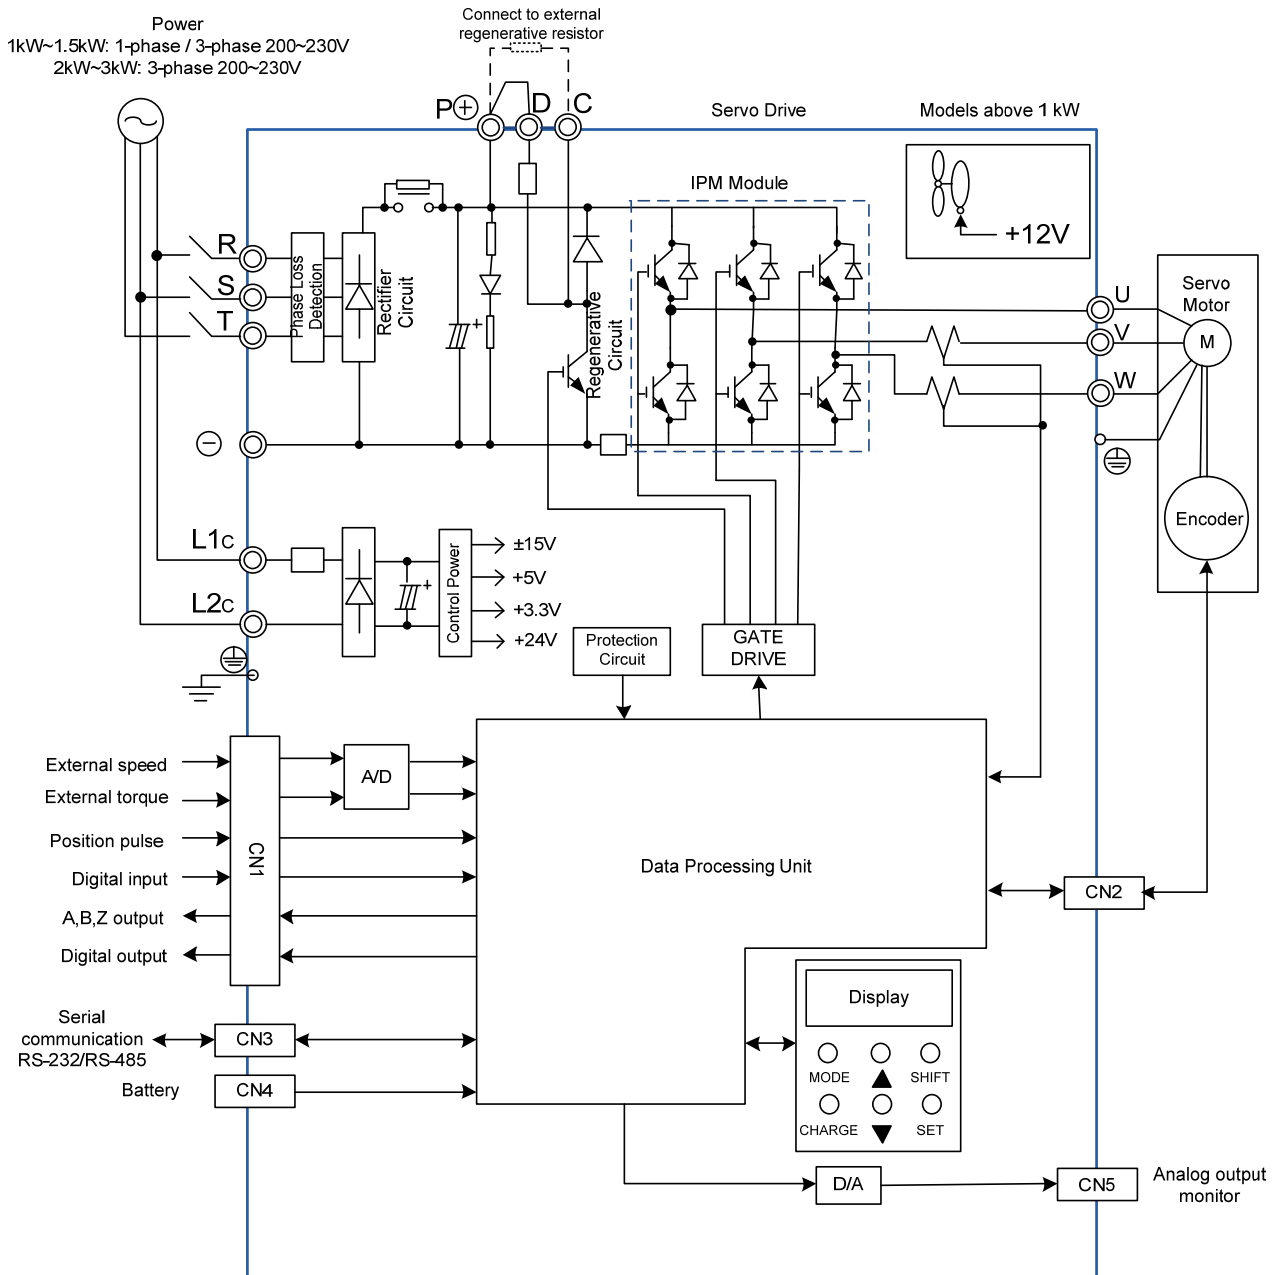 Power
1kW~1.5kW: 1-phase / 3-phase 200~230V
2kW~3kW: 3-phase 200~230V
Connect to external
regenerative resistor
P
D
C
Servo Drive
Models above 1 kW
IPM Module
+12V
R
S
T
Phase Loss
Detection
Rectifier
Circuit
+
Regenerative
Circuit
U
V
W
Servo
Motor
M
Encoder
L1C
L2C
+
Control Power
±15V
+5V
+3.3V
+24V
Protection
Circuit
GATE
DRIVE
External speed
External torque
Position pulse
Digital input
A,B,Z output
Digital output
CN1
A/D
Data Processing Unit
CN2
Serial
communication
RS-232/RS-485
CN3
Battery
CN4
Display
MODE
SHIFT
CHARGE
SET
D/A
CN5
Analog output
monitor